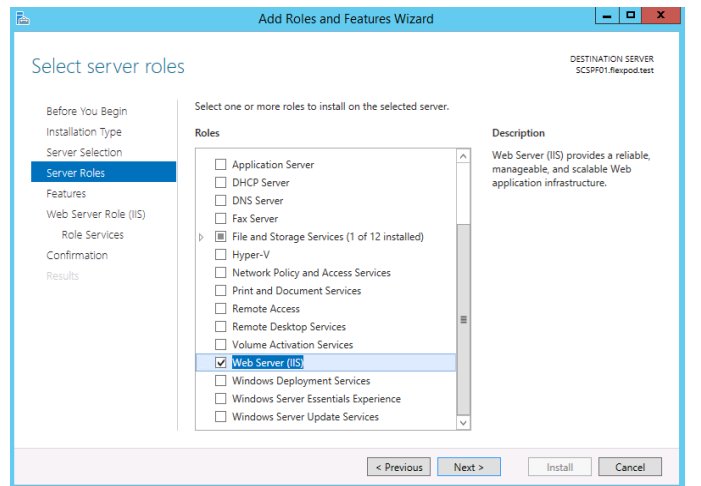 Add Roles and Features Wizard
Select server roles
DESTINATION SERVER
SCSPF01.flexpod.test
Before You Begin
Installation Type
Server Selection
Server Roles
Features
Web Server Role (IIS)
Role Services
Confirmation
Results
Select one or more roles to install on the selected server.
Roles
Application Server
DHCP Server
DNS Server
Fax Server
File and Storage Services (1 of 12 installed)
Hyper-V
Network Policy and Access Services
Print and Document Services
Remote Access
Remote Desktop Services
Volume Activation Services
Web Server (IIS)
Windows Deployment Services
Windows Server Essentials Experience
Windows Server Update Services
Description
Web Server (IIS) provides a reliable,
manageable, and scalable Web
application infrastructure.
< Previous
Next >
Install
Cancel